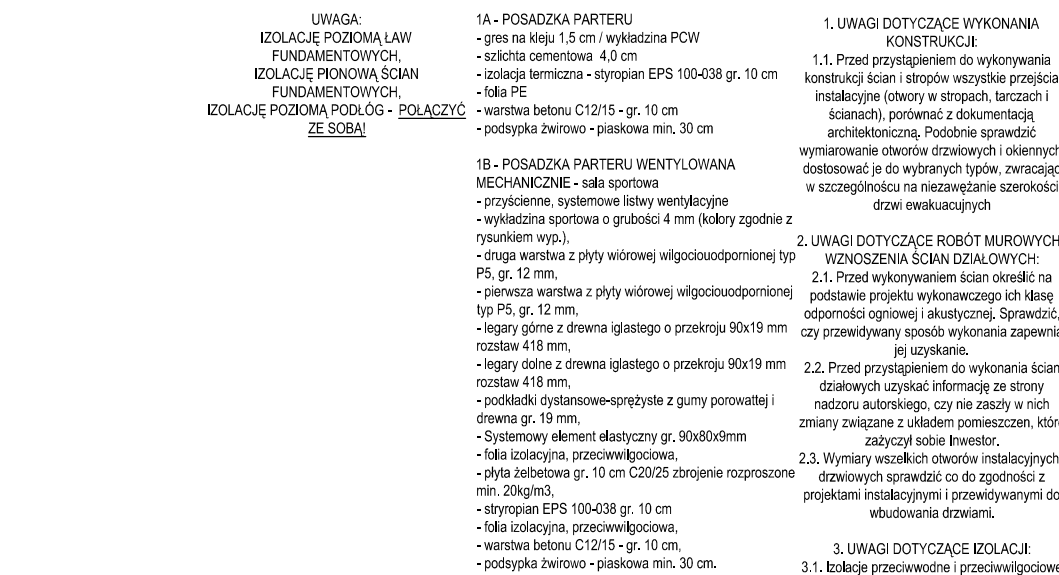 UWAGA:
IZOLACJĘ POZIOMĄ ŁAW
FUNDAMENTOWYCH,
IZOLACJĘ PIONOWĄ ŚCIAN
FUNDAMENTOWYCH,
IZOLACJĘ POZIOMĄ PODŁÓG - POŁĄCZYĆ
ZE SOBĄ!
1A - POSADZKA PARTERU
- gres na kleju 1,5 cm / wykładzina PCW
- szlichta cementowa 4,0 cm
- izolacja termiczna - styropian EPS 100-038 gr. 10 cm
- folia PE
- warstwa betonu C12/15 - gr. 10 cm
- podsypka żwirowo - piaskowa min. 30 cm
1B - POSADZKA PARTERU WENTYLOWANA
MECHANICZNIE - sala sportowa
- przyścienne, systemowe listwy wentylacyjne
- wykładzina sportowa o grubości 4 mm (kolory zgodnie z
rysunkiem wyp.),
- druga warstwa z płyty wiórowej wilgociouodpornionej typ
P5, gr. 12 mm,
- pierwsza warstwa z płyty wiórowej wilgociouodpornionej
typ P5, gr. 12 mm,
- legary górne z drewna iglastego o przekroju 90x19 mm
rozstaw 418 mm,
- legary dolne z drewna iglastego o przekroju 90x19 mm
rozstaw 418 mm,
- podkładki dystansowe-sprężyste z gumy porowattej i
drewna gr. 19 mm,
- Systemowy element elastyczny gr. 90x80x9mm
- folia izolacyjna, przeciwwilgociowa,
- płyta żelbetowa gr. 10 cm C20/25 zbrojenie rozproszone
min. 20kg/m3,
- stryropian EPS 100-038 gr. 10 cm
- folia izolacyjna, przeciwwilgociowa,
- warstwa betonu C12/15 - gr. 10 cm,
- podsypka żwirowo - piaskowa min. 30 cm.
1. UWAGI DOTYCZĄCE WYKONANIA
KONSTRUKCJI:
1.1. Przed przystąpieniem do wykonywania
konstrukcji ścian i stropów wszystkie przejścia
instalacyjne (otwory w stropach, tarczach i
ścianach), porównać z dokumentacją
architektoniczną. Podobnie sprawdzić
wymiarowanie otworów drzwiowych i okiennych
dostosować je do wybranych typów, zwracając
w szczególnoścu na niezawężanie szerokości
drzwi ewakuacujnych
2. UWAGI DOTYCZĄCE ROBÓT MUROWYCH
WZNOSZENIA ŚCIAN DZIAŁOWYCH:
2.1. Przed wykonywaniem ścian określić na
podstawie projektu wykonawczego ich klasę
odporności ogniowej i akustycznej. Sprawdzić,
czy przewidywany sposób wykonania zapewnia
jej uzyskanie.
2.2. Przed przystąpieniem do wykonania ścian
działowych uzyskać informację ze strony
nadzoru autorskiego, czy nie zaszły w nich
zmiany związane z układem pomieszczen, któr
zażyczył sobie Inwestor.
2.3. Wymiary wszelkich otworów instalacyjnych
drzwiowych sprawdzić co do zgodności z
projektami instalacyjnymi i przewidywanymi do
wbudowania drzwiami.
3. UWAGI DOTYCZĄCE IZOLACJI:
3.1. Izolacje przeciwwodne i przeciwwilgociowe